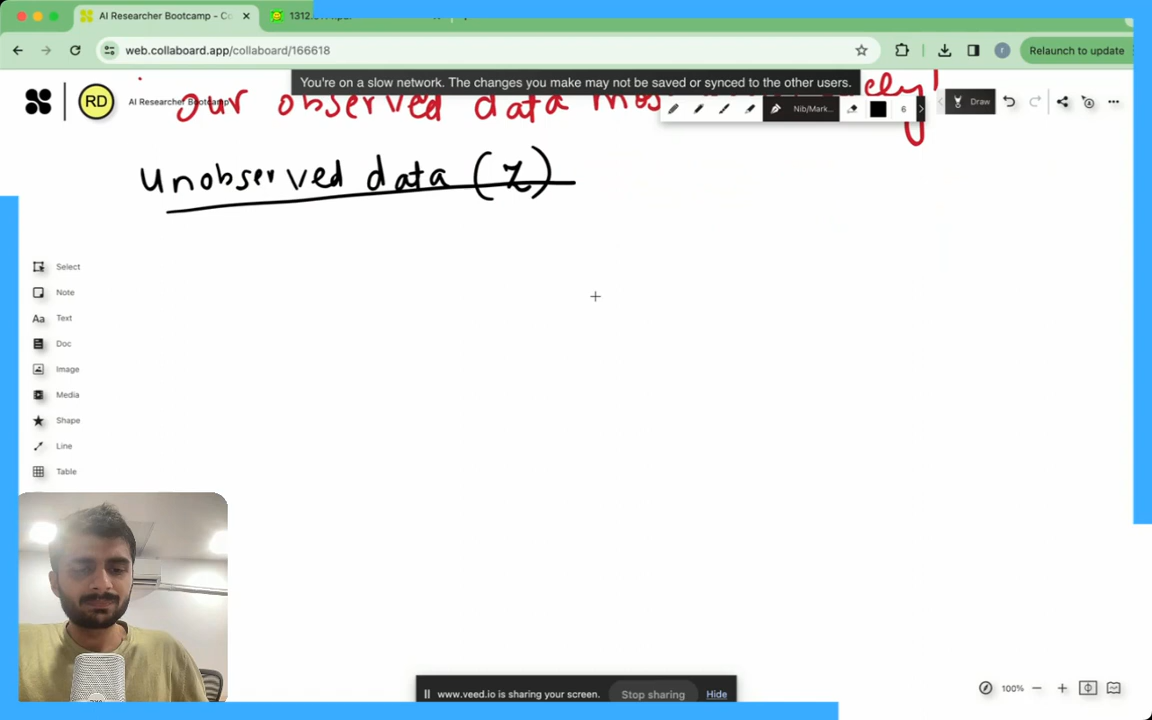 AI Researcher Bootcamp - Co
web.collaboard.app/collaboard/166618
Relaunch to update
You're on a slow network. The changes you make may not be saved or synced to the other users.
RD
AI Researcher Bootcamp
Nib/Mark...
6
Draw
our observed data
unobserved data (z)
Select
Note
Aa Text
Doc
Image
Media
Shape
Line
Table
www.veed.io is sharing your screen.
Stop sharing
Hide
100%